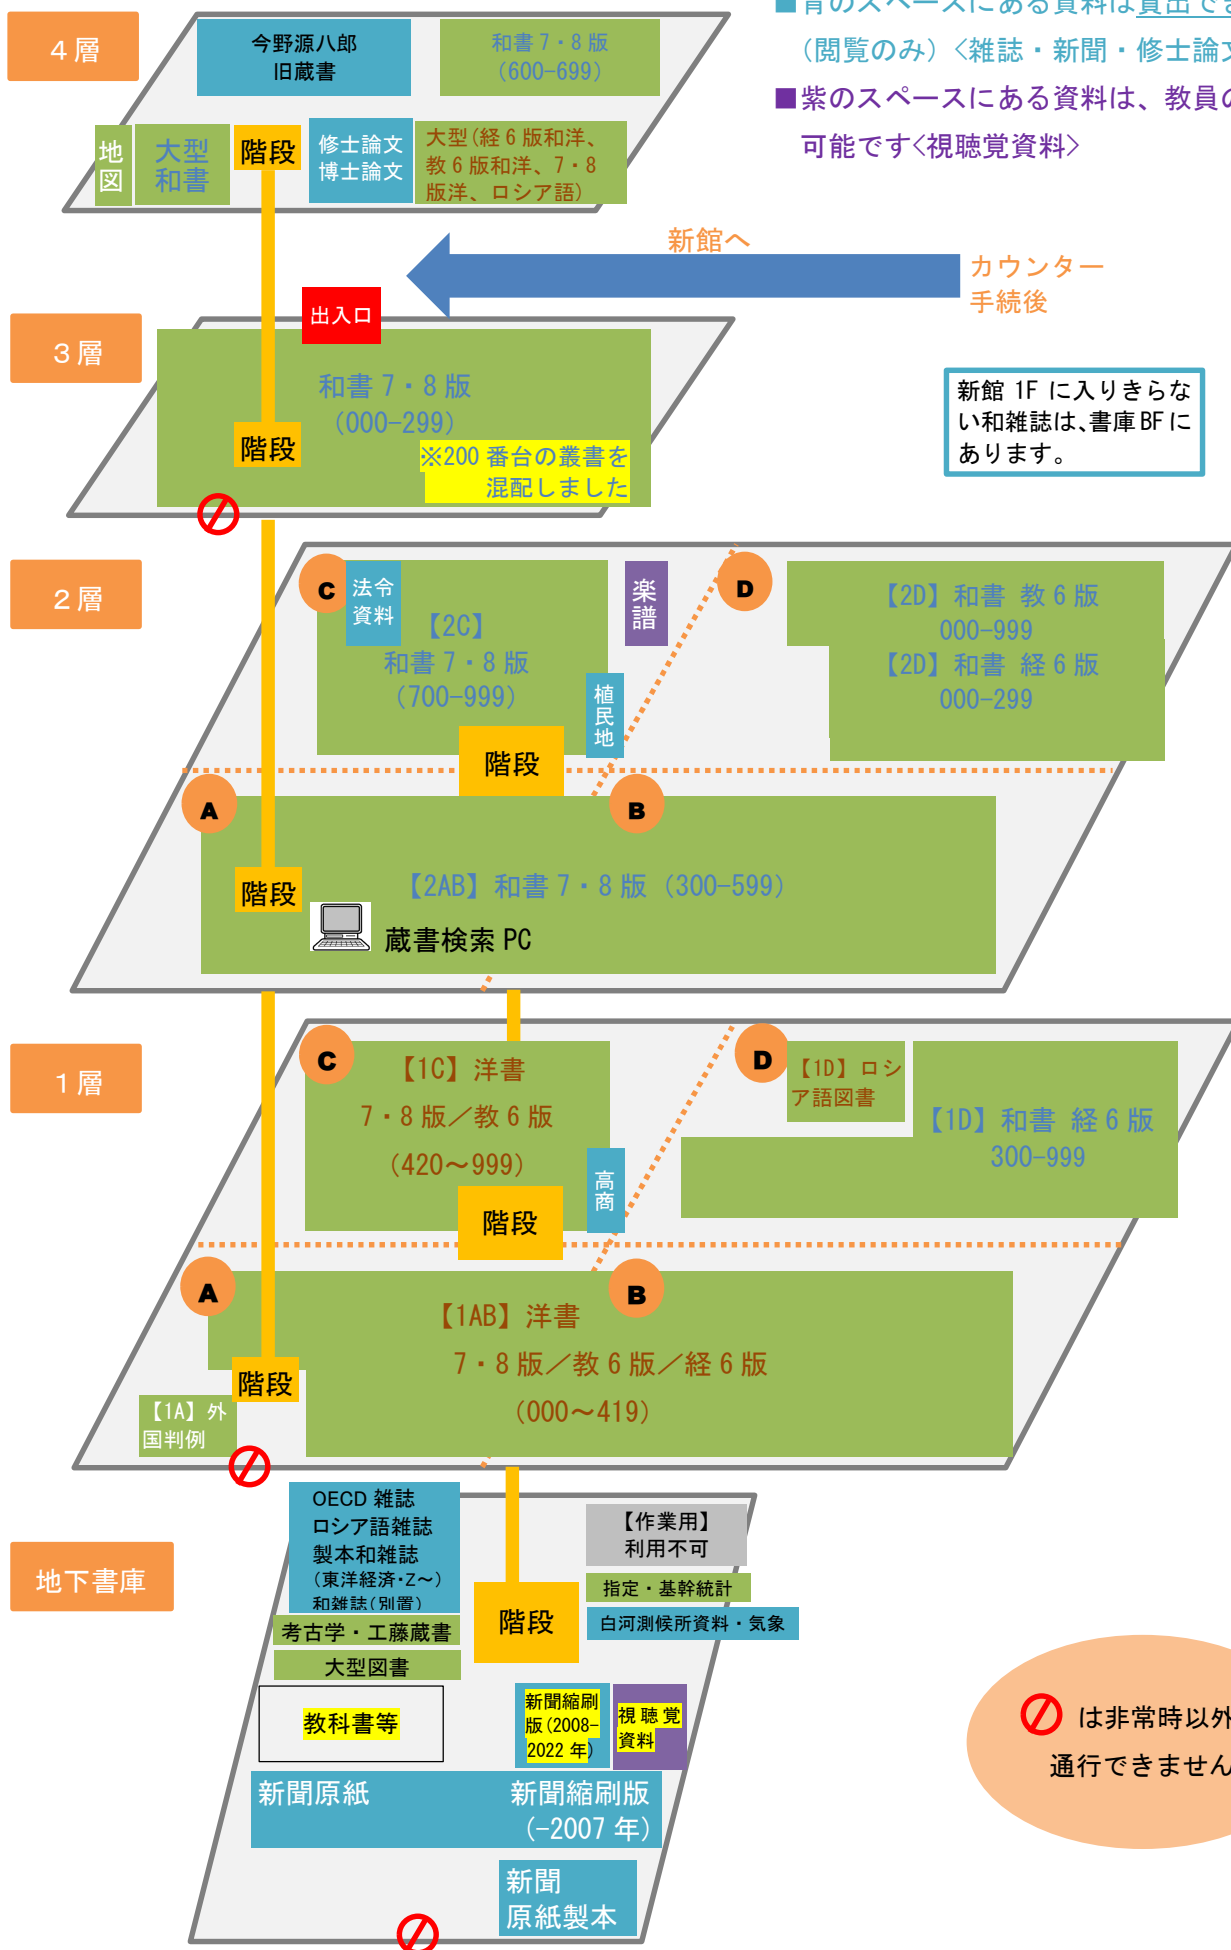 ■青のスペースにある資料は貸出でき
（閲覧のみ）<雑誌・新聞・修士論文
■紫のスペースにある資料は、教員の
可能です<視聴覚資料>
4層
今野源八郎
旧蔵書
和書7・8版
(600-699)
地図
大型
和書
階段
修士論文
博士論文
大型(経6版和洋、
教6版和洋、7・8
版洋、ロシア語)
新館へ
カウンター
手続後
出入口
3層
和書7・8版
(000-299)
階段
※200番台の叢書を
混配しました
新館1Fに入りきらな
い和雑誌は、書庫BFに
あります。
2層
C
法令
資料
【2C】
和書7・8版
(700-999)
楽譜
植民地
階段
D
【2D】和書 教6版
000-999
【2D】和書 経6版
000-299
A
B
【2AB】和書7・8版（300-599）
階段
蔵書検索PC
1層
C
【1C】洋書
7・8版／教6版
(420～999)
高商
階段
D
【1D】ロシ
ア語図書
【1D】和書 経6版
300-999
A
B
【1AB】洋書
7・8版／教6版／経6版
(000～419)
階段
【1A】外
国判例
地下書庫
OECD雑誌
ロシア語雑誌
製本和雑誌
(東洋経済・Z～)
和雑誌(別置)
考古学・工藤蔵書
大型図書
階段
【作業用】
利用不可
指定・基幹統計
白河測候所資料・気象
教科書等
新聞縮刷
版(2008-
2022年)
視聴覚
資料
新聞原紙
新聞縮刷版
(-2007年)
新聞
原紙製本
は非常時以外
通行できません